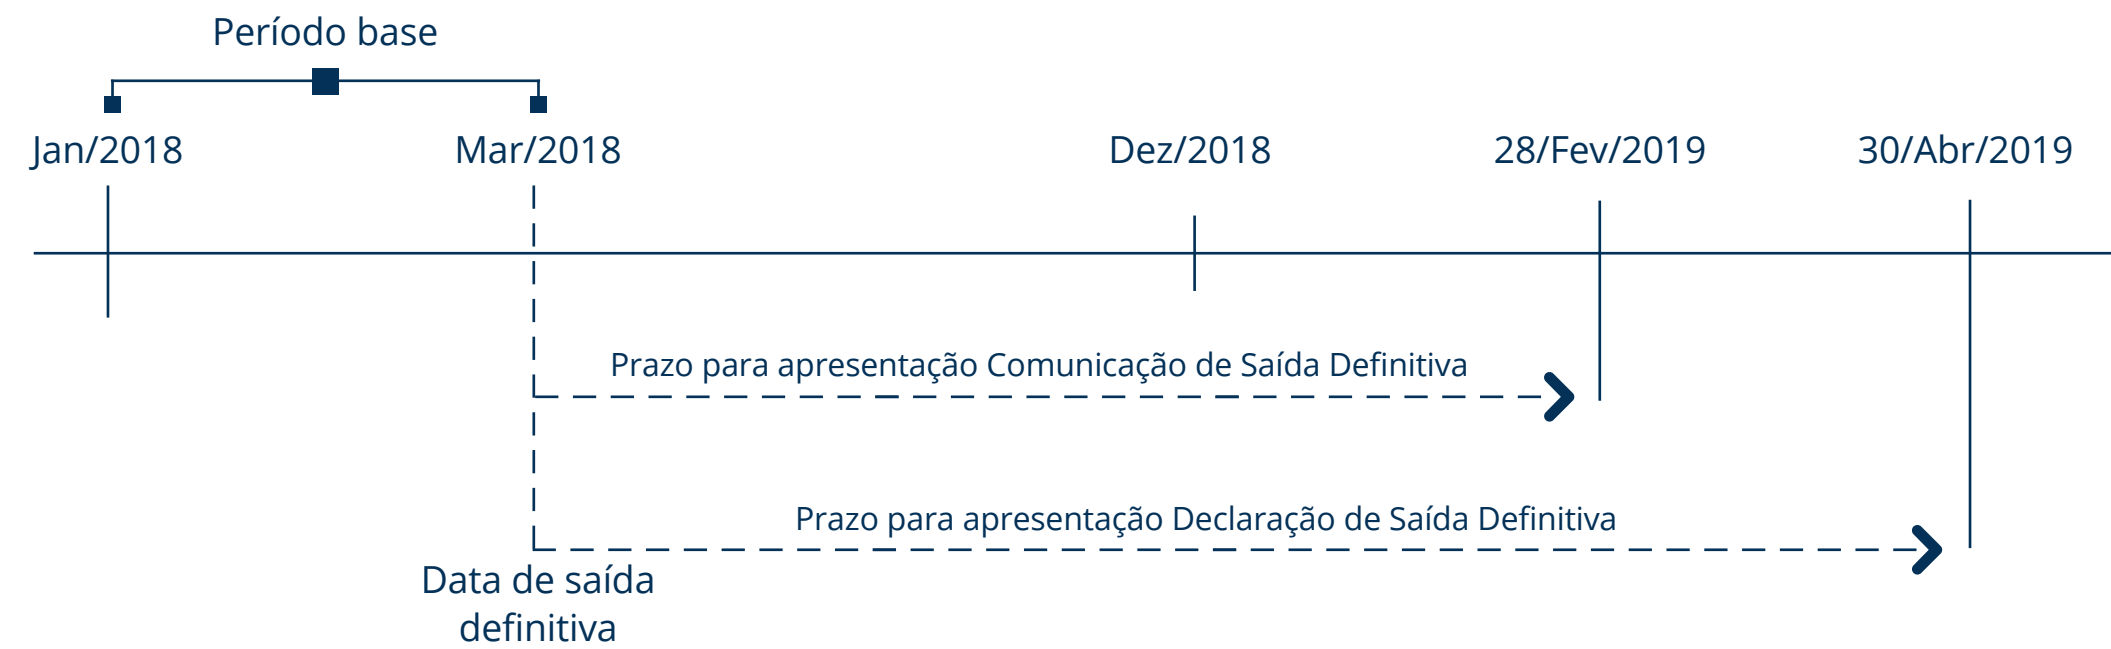 Período base
Jan/2018
Mar/2018
Dez/2018
28/Fev/2019
30/Abr/2019
Prazo para apresentação Comunicação de Saída Definitiva
Prazo para apresentação Declaração de Saída Definitiva
Data de saída
definitiva